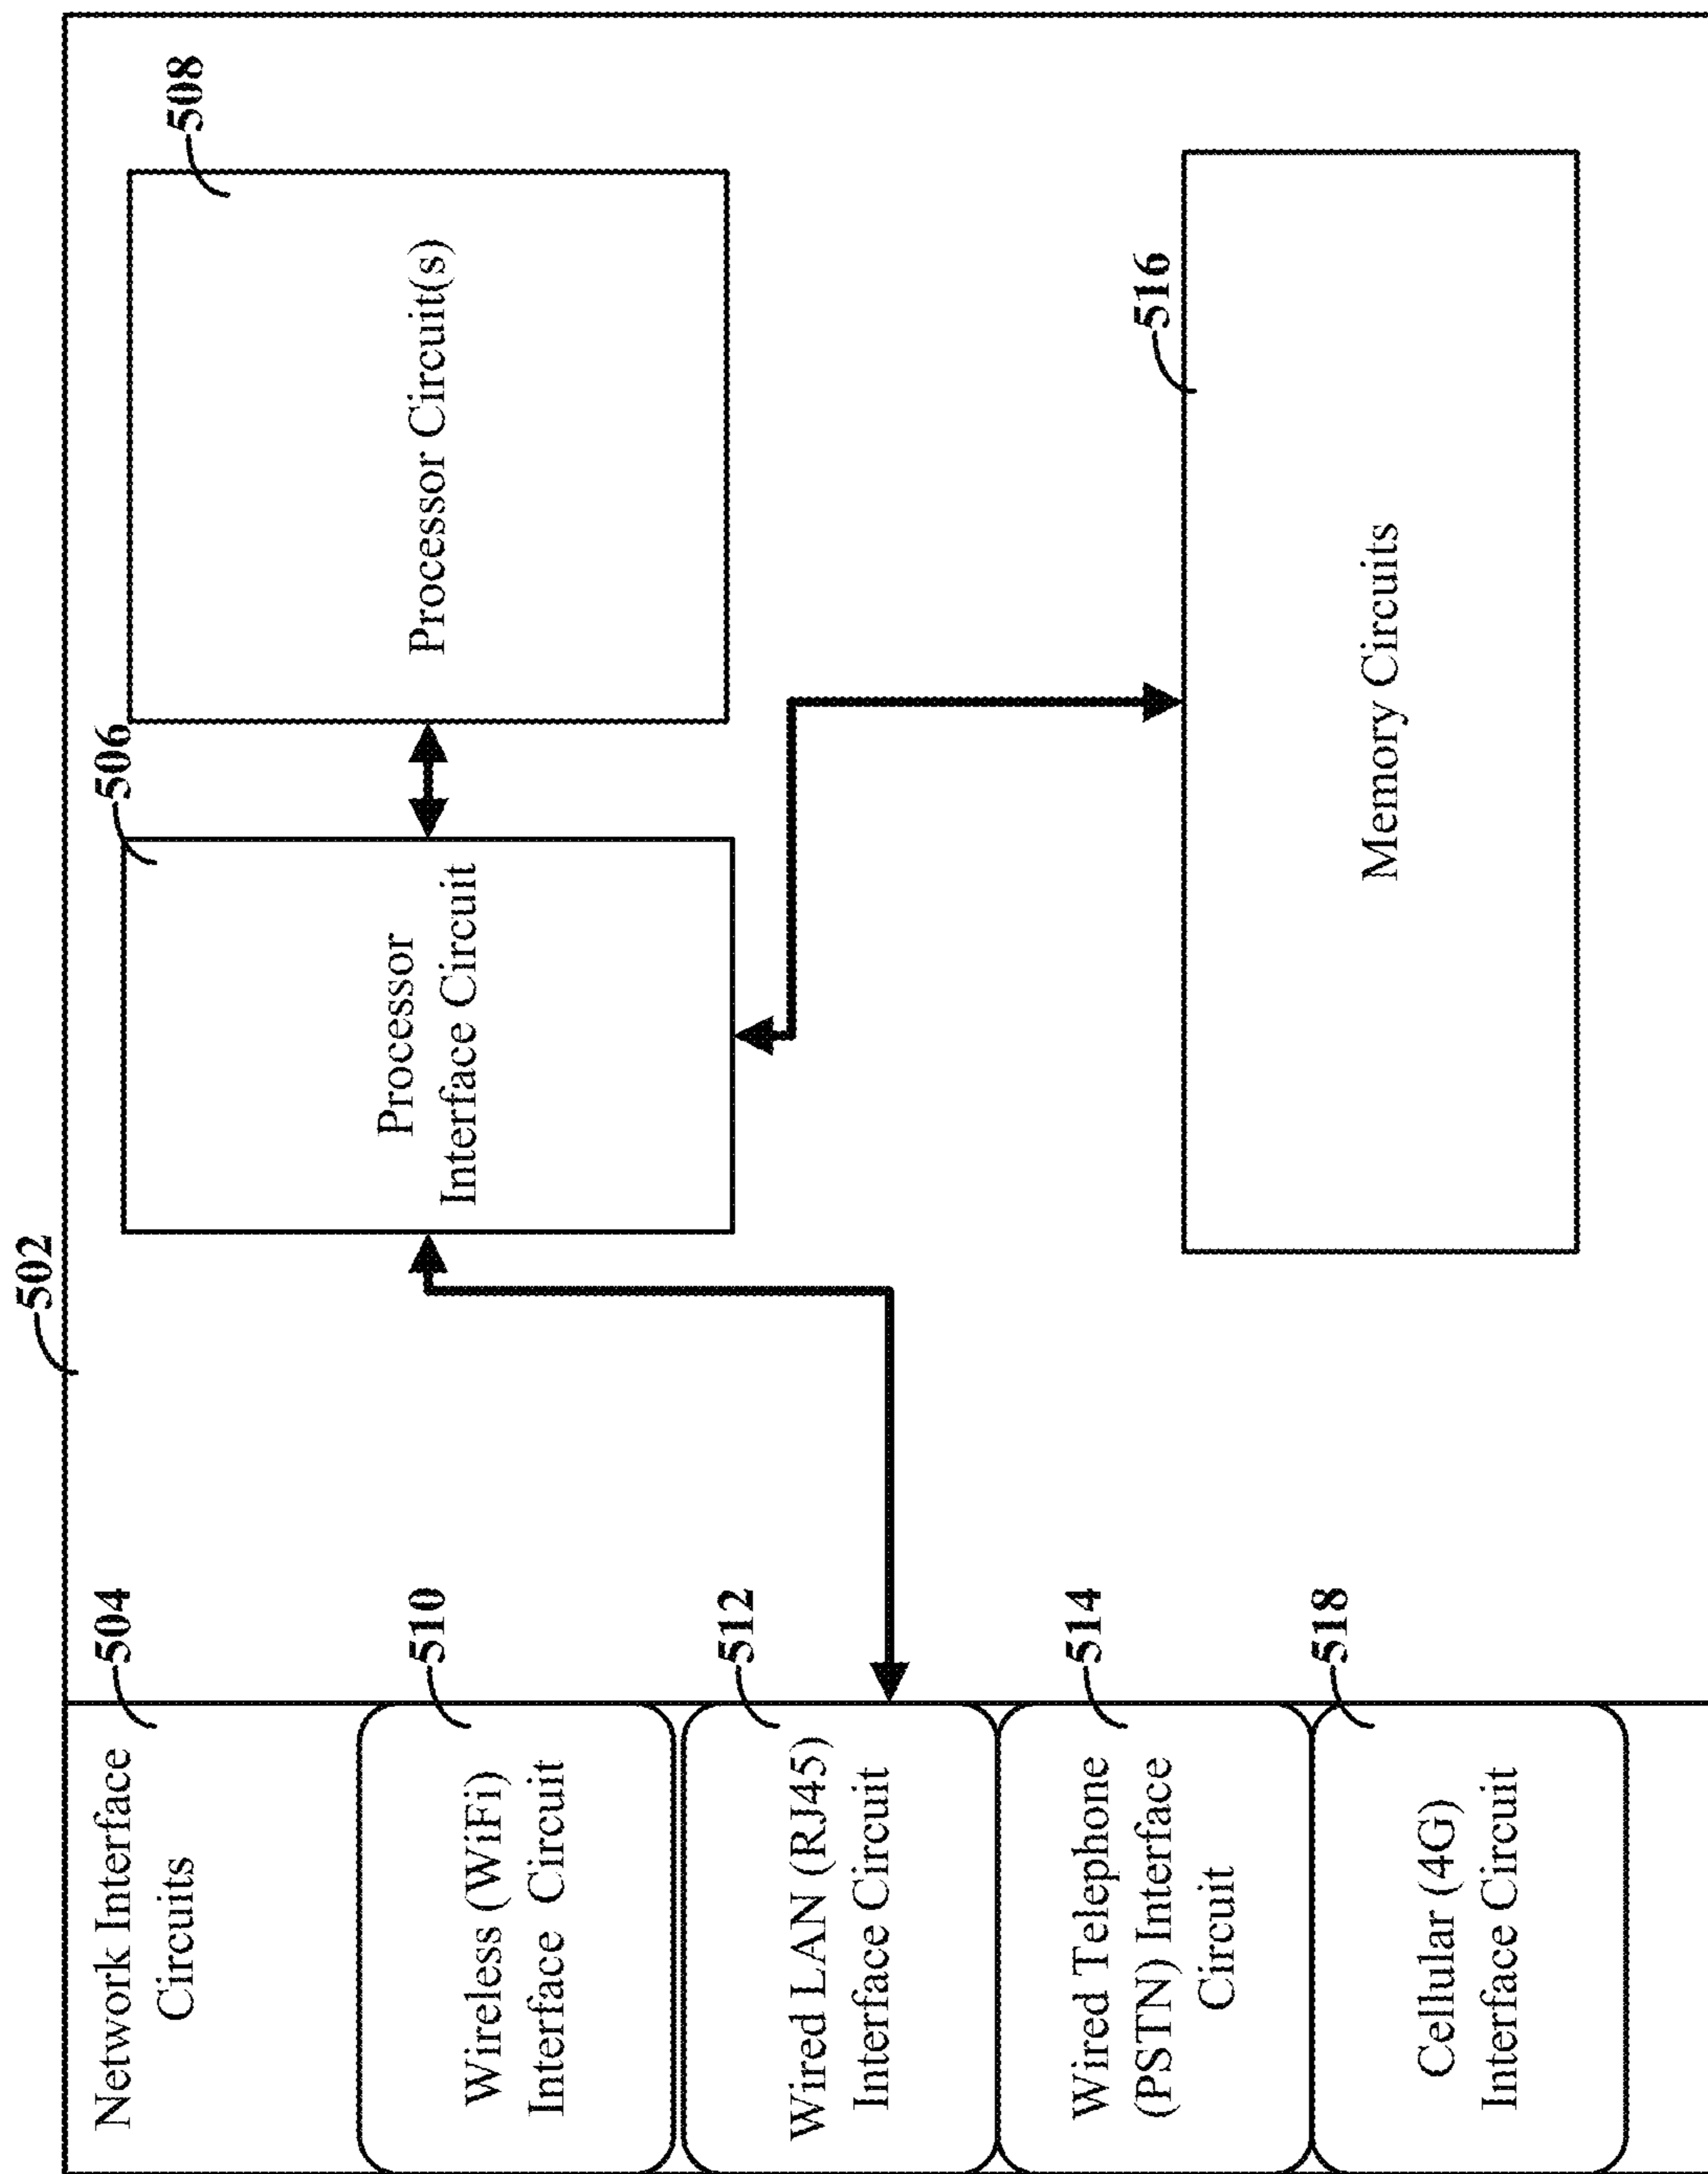 502
504
Network Interface
Circuits
510
Wireless (WiFi)
Interface Circuit
512
Wired LAN (RJ45)
Interface Circuit
514
Wired Telephone
(PSTN) Interface
Circuit
518
Cellular (4G)
Interface Circuit
506
Processor
Interface Circuit
508
Processor Circuit(s)
516
Memory Circuits